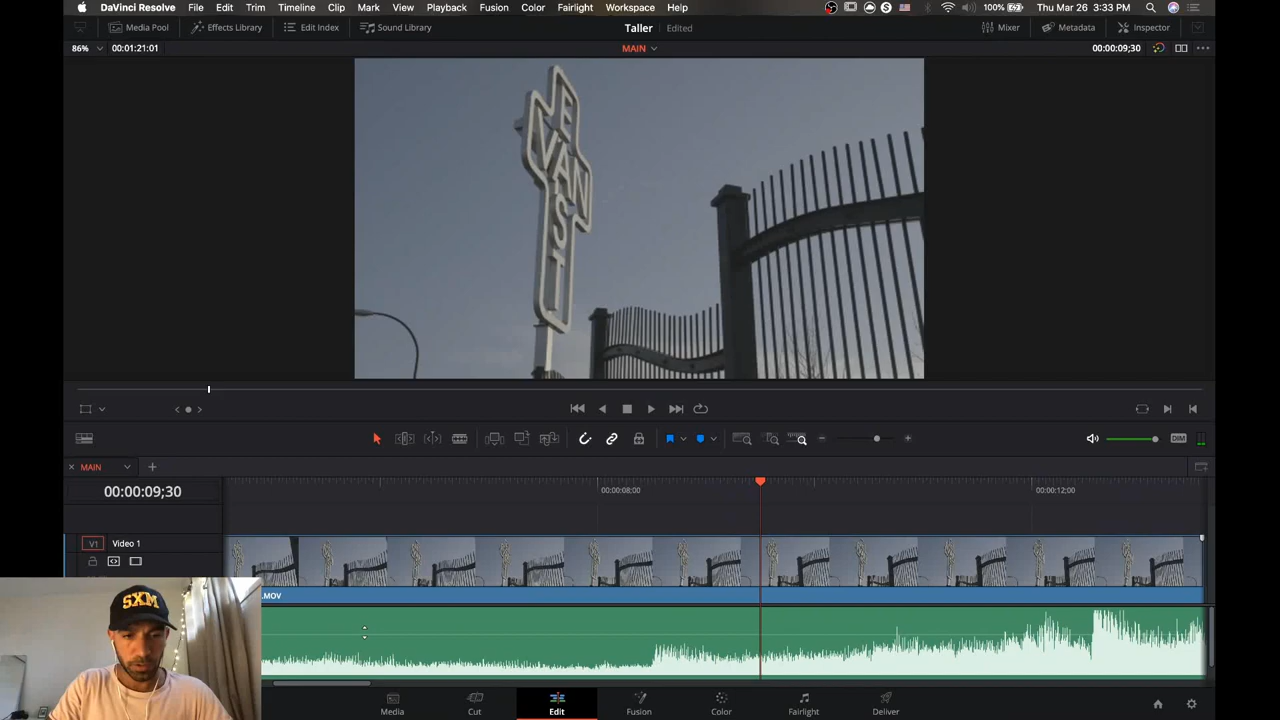 DaVinci Resolve File Edit Trim Timeline Clip Mark View Playback Fusion Color Fairlight Workspace Help 100% Thu Mar 26 3:33 PM
Media Pool Effects Library Edit Index Sound Library Taller Edited Mixer Metadata Inspector
86% 00:01:21:01 MAIN 00:00:09;30
EVANS
ST
DIM
MAIN
00:00:09;30 00:00:08;00 00:00:12;00
V1 Video 1
.MOV
SXM
Media Cut Edit Fusion Color Fairlight Deliver